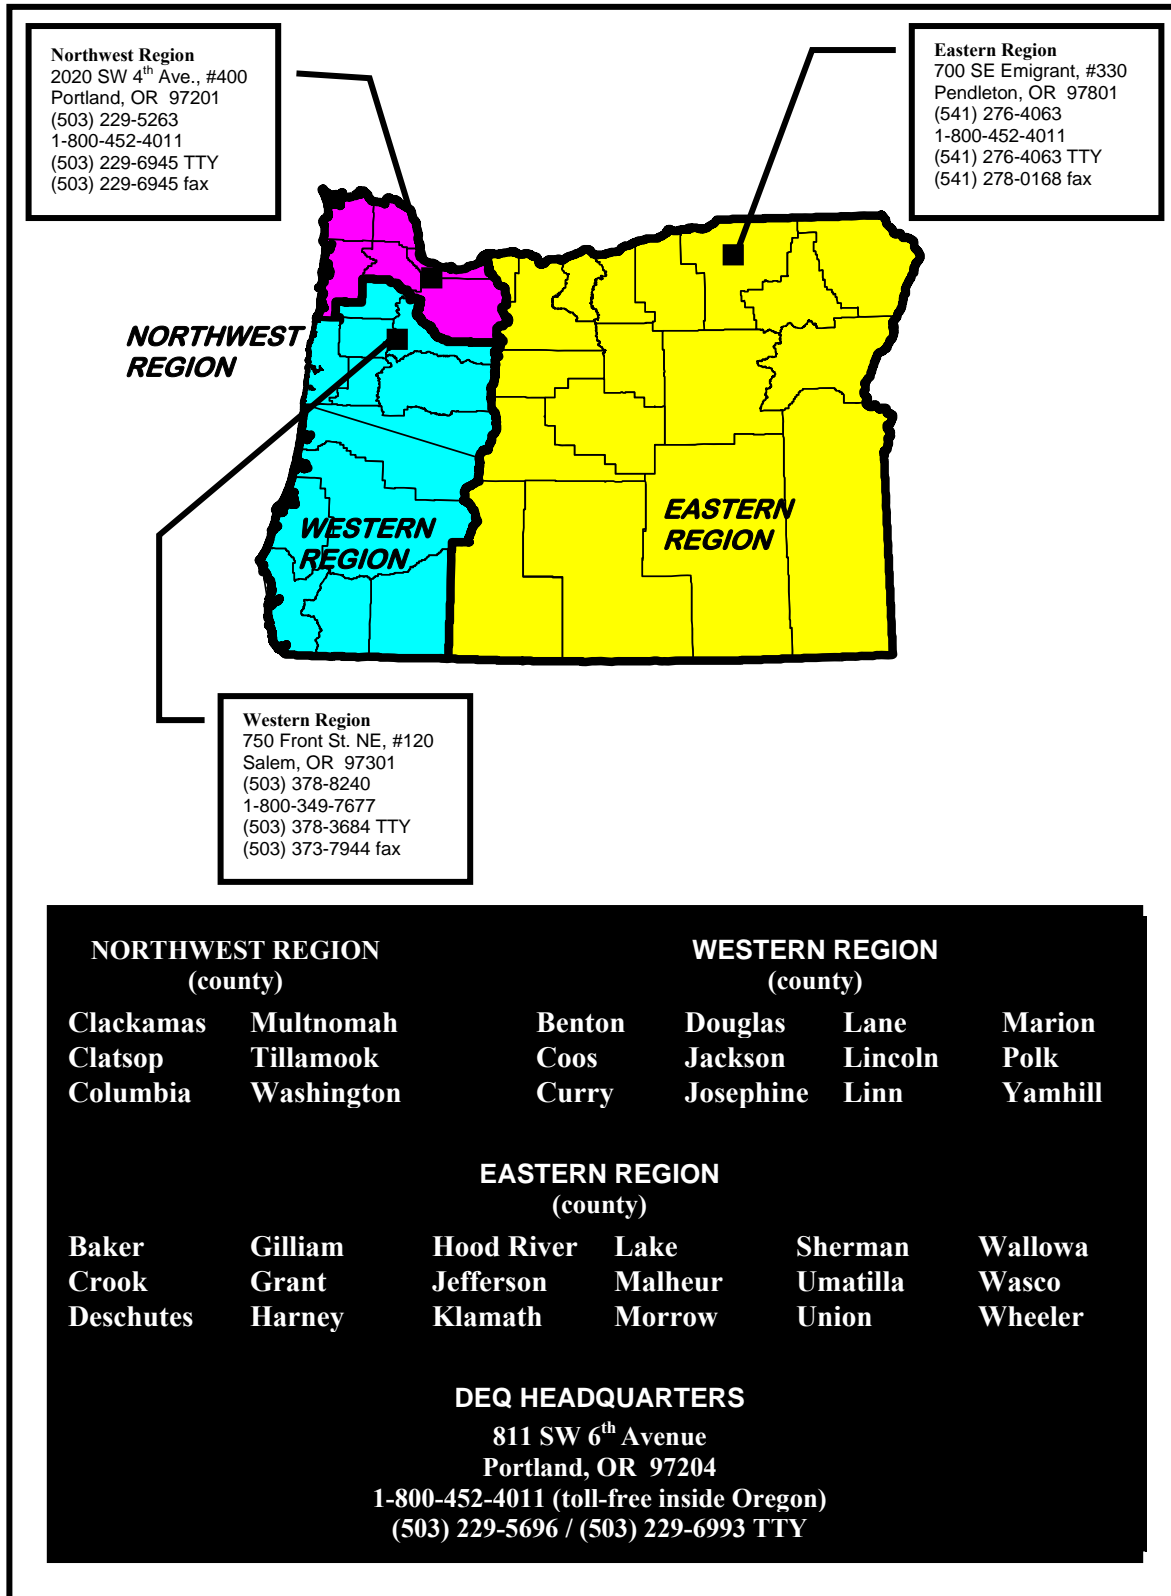 Northwest Region
2020 SW 4th Ave., #400
Portland, OR 97201
(503) 229-5263
1-800-452-4011
(503) 229-6945 TTY
(503) 229-6945 fax
Eastern Region
700 SE Emigrant, #330
Pendleton, OR 97801
(541) 276-4063
1-800-452-4011
(541) 276-4063 TTY
(541) 278-0168 fax
NORTHWEST
REGION
WESTERN
REGION
EASTERN
REGION
Western Region
750 Front St. NE, #120
Salem, OR 97301
(503) 378-8240
1-800-349-7677
(503) 378-3684 TTY
(503) 373-7944 fax
NORTHWEST REGION
(county)
Clackamas Multnomah
Clatsop Tillamook
Columbia Washington
WESTERN REGION
(county)
Benton Douglas Lane Marion
Coos Jackson Lincoln Polk
Curry Josephine Linn Yamhill
EASTERN REGION
(county)
Baker Gilliam Hood River Lake Sherman Wallowa
Crook Grant Jefferson Malheur Umatilla Wasco
Deschutes Harney Klamath Morrow Union Wheeler
DEQ HEADQUARTERS
811 SW 6th Avenue
Portland, OR 97204
1-800-452-4011 (toll-free inside Oregon)
(503) 229-5696 / (503) 229-6993 TTY